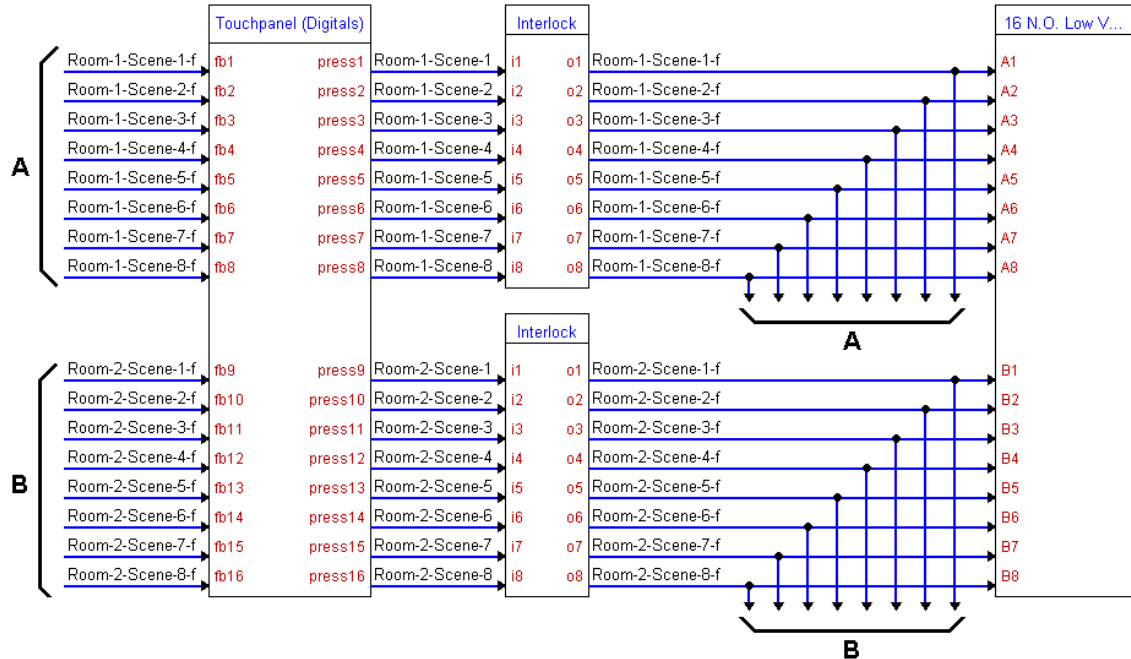 Touchpanel (Digitals) Interlock 16 N.O. Low V...
Room-1-Scene-1-f fb1 press1 Room-1-Scene-1 i1 o1 Room-1-Scene-1-f A1
Room-1-Scene-2-f fb2 press2 Room-1-Scene-2 i2 o2 Room-1-Scene-2-f A2
Room-1-Scene-3-f fb3 press3 Room-1-Scene-3 i3 o3 Room-1-Scene-3-f A3
Room-1-Scene-4-f fb4 press4 Room-1-Scene-4 i4 o4 Room-1-Scene-4-f A4
A
Room-1-Scene-5-f fb5 press5 Room-1-Scene-5 i5 o5 Room-1-Scene-5-f A5
Room-1-Scene-6-f fb6 press6 Room-1-Scene-6 i6 o6 Room-1-Scene-6-f A6
Room-1-Scene-7-f fb7 press7 Room-1-Scene-7 i7 o7 Room-1-Scene-7-f A7
Room-1-Scene-8-f fb8 press8 Room-1-Scene-8 i8 o8 Room-1-Scene-8-f A8
Interlock
A
Room-2-Scene-1-f fb9 press9 Room-2-Scene-1 i1 o1 Room-2-Scene-1-f B1
Room-2-Scene-2-f fb10 press10 Room-2-Scene-2 i2 o2 Room-2-Scene-2-f B2
Room-2-Scene-3-f fb11 press11 Room-2-Scene-3 i3 o3 Room-2-Scene-3-f B3
Room-2-Scene-4-f fb12 press12 Room-2-Scene-4 i4 o4 Room-2-Scene-4-f B4
B
Room-2-Scene-5-f fb13 press13 Room-2-Scene-5 i5 o5 Room-2-Scene-5-f B5
Room-2-Scene-6-f fb14 press14 Room-2-Scene-6 i6 o6 Room-2-Scene-6-f B6
Room-2-Scene-7-f fb15 press15 Room-2-Scene-7 i7 o7 Room-2-Scene-7-f B7
Room-2-Scene-8-f fb16 press16 Room-2-Scene-8 i8 o8 Room-2-Scene-8-f B8
B